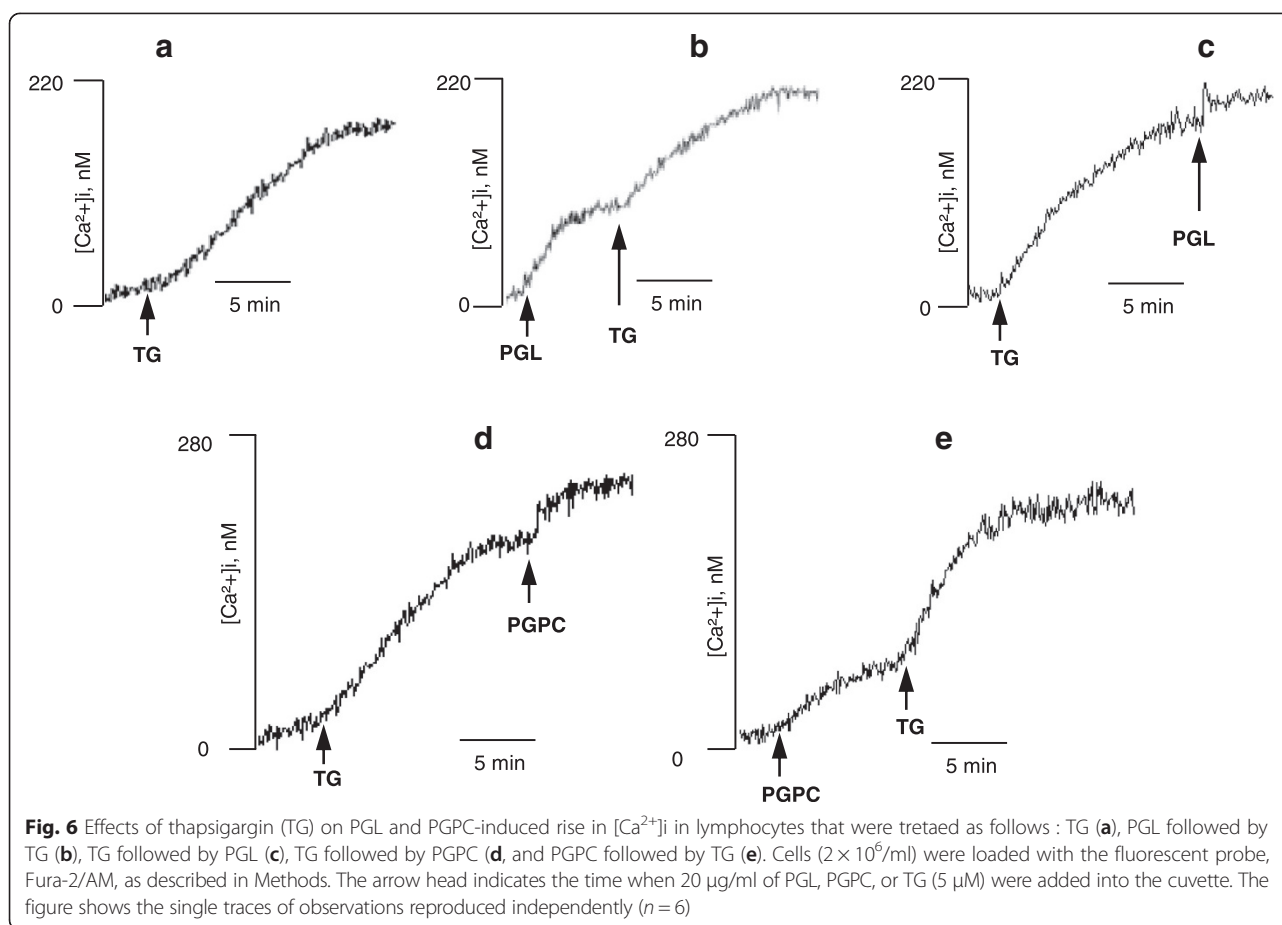 a
b
c
220
[Ca²⁺]i, nM
0
5 min
TG
220
[Ca²⁺]i, nM
0
5 min
PGL
TG
220
[Ca²⁺]i, nM
0
5 min
TG
PGL
d
e
280
[Ca²⁺]i, nM
0
5 min
TG
PGPC
280
[Ca²⁺]i, nM
0
5 min
PGPC
TG
Fig. 6 Effects of thapsigargin (TG) on PGL and PGPC-induced rise in [Ca²⁺]i in lymphocytes that were tretaed as follows : TG (a), PGL followed by
TG (b), TG followed by PGL (c), TG followed by PGPC (d, and PGPC followed by TG (e). Cells (2 × 10⁶/ml) were loaded with the fluorescent probe,
Fura-2/AM, as described in Methods. The arrow head indicates the time when 20 μg/ml of PGL, PGPC, or TG (5 μM) were added into the cuvette. The
figure shows the single traces of observations reproduced independently (n = 6)